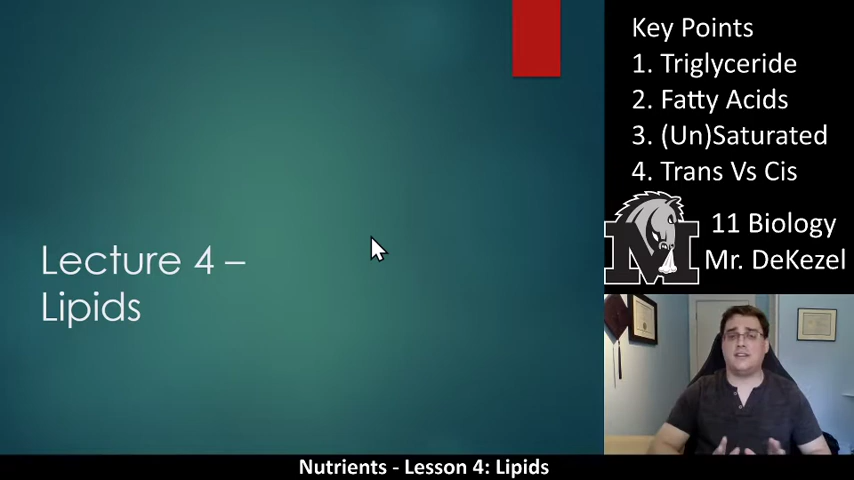 Lecture 4 –
Lipids
Key Points
1. Triglyceride
2. Fatty Acids
3. (Un)Saturated
4. Trans Vs Cis
M
11 Biology
Mr. DeKezel
Nutrients - Lesson 4: Lipids